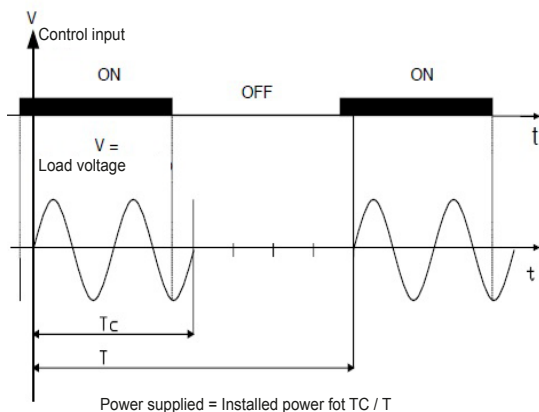 V
Control input
ON
ON
OFF
t
V =
Load voltage
t
Tc
T
Power supplied = Installed power fot TC / T